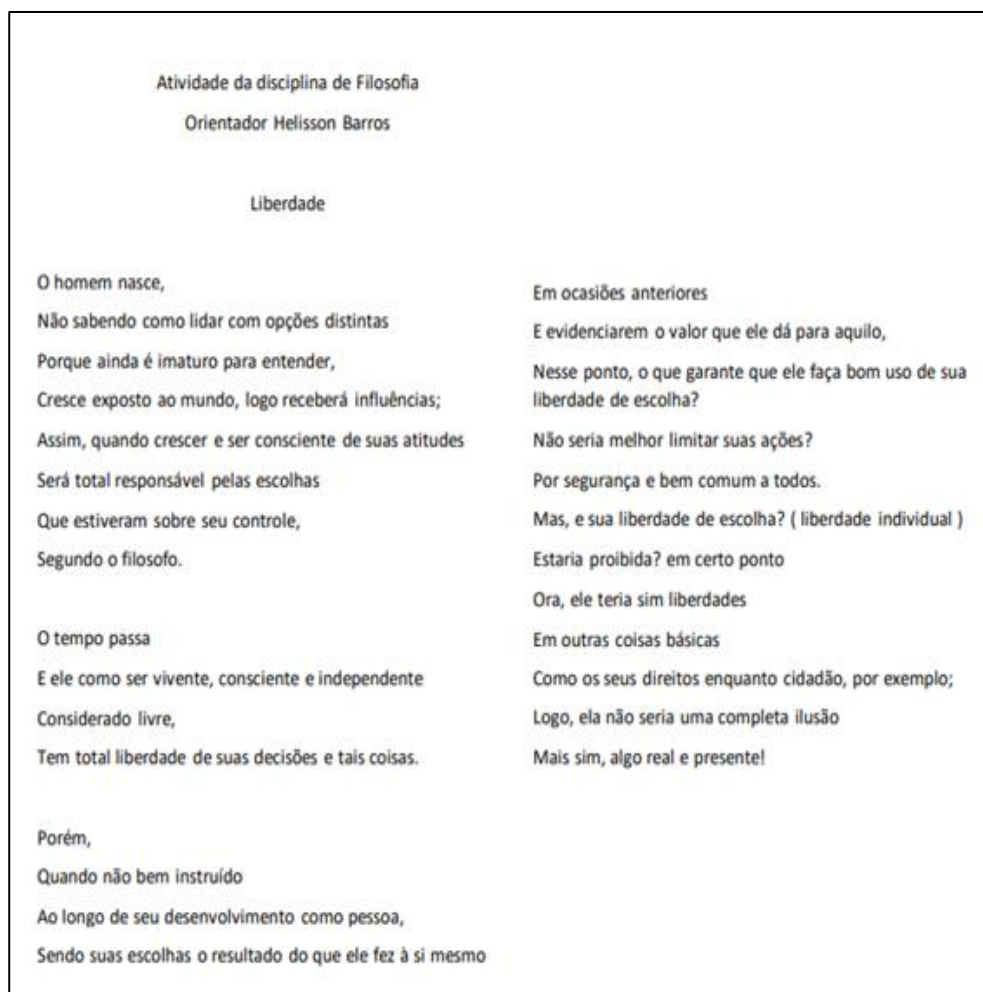 Atividade da disciplina de Filosofia
Orientador Helisson Barros
Liberdade
O homem nasce,
Não sabendo como lidar com opções distintas
Porque ainda é imaturo para entender,
Cresce exposto ao mundo, logo receberá influências;
Assim, quando crescer e ser consciente de suas atitudes
Será total responsável pelas escolhas
Que estiveram sobre seu controle,
Segundo o filosofo.
O tempo passa
E ele como ser vivente, consciente e independente
Considerado livre,
Tem total liberdade de suas decisões e tais coisas.
Porém,
Quando não bem instruído
Ao longo de seu desenvolvimento como pessoa,
Sendo suas escolhas o resultado do que ele fez à si mesmo
Em ocasiões anteriores
E evidenciarem o valor que ele dá para aquilo,
Nesse ponto, o que garante que ele faça bom uso de sua
liberdade de escolha?
Não seria melhor limitar suas ações?
Por segurança e bem comum a todos.
Mas, e sua liberdade de escolha? ( liberdade individual )
Estaria proibida? em certo ponto
Ora, ele teria sim liberdades
Em outras coisas básicas
Como os seus direitos enquanto cidadão, por exemplo;
Logo, ela não seria uma completa ilusão
Mais sim, algo real e presente!